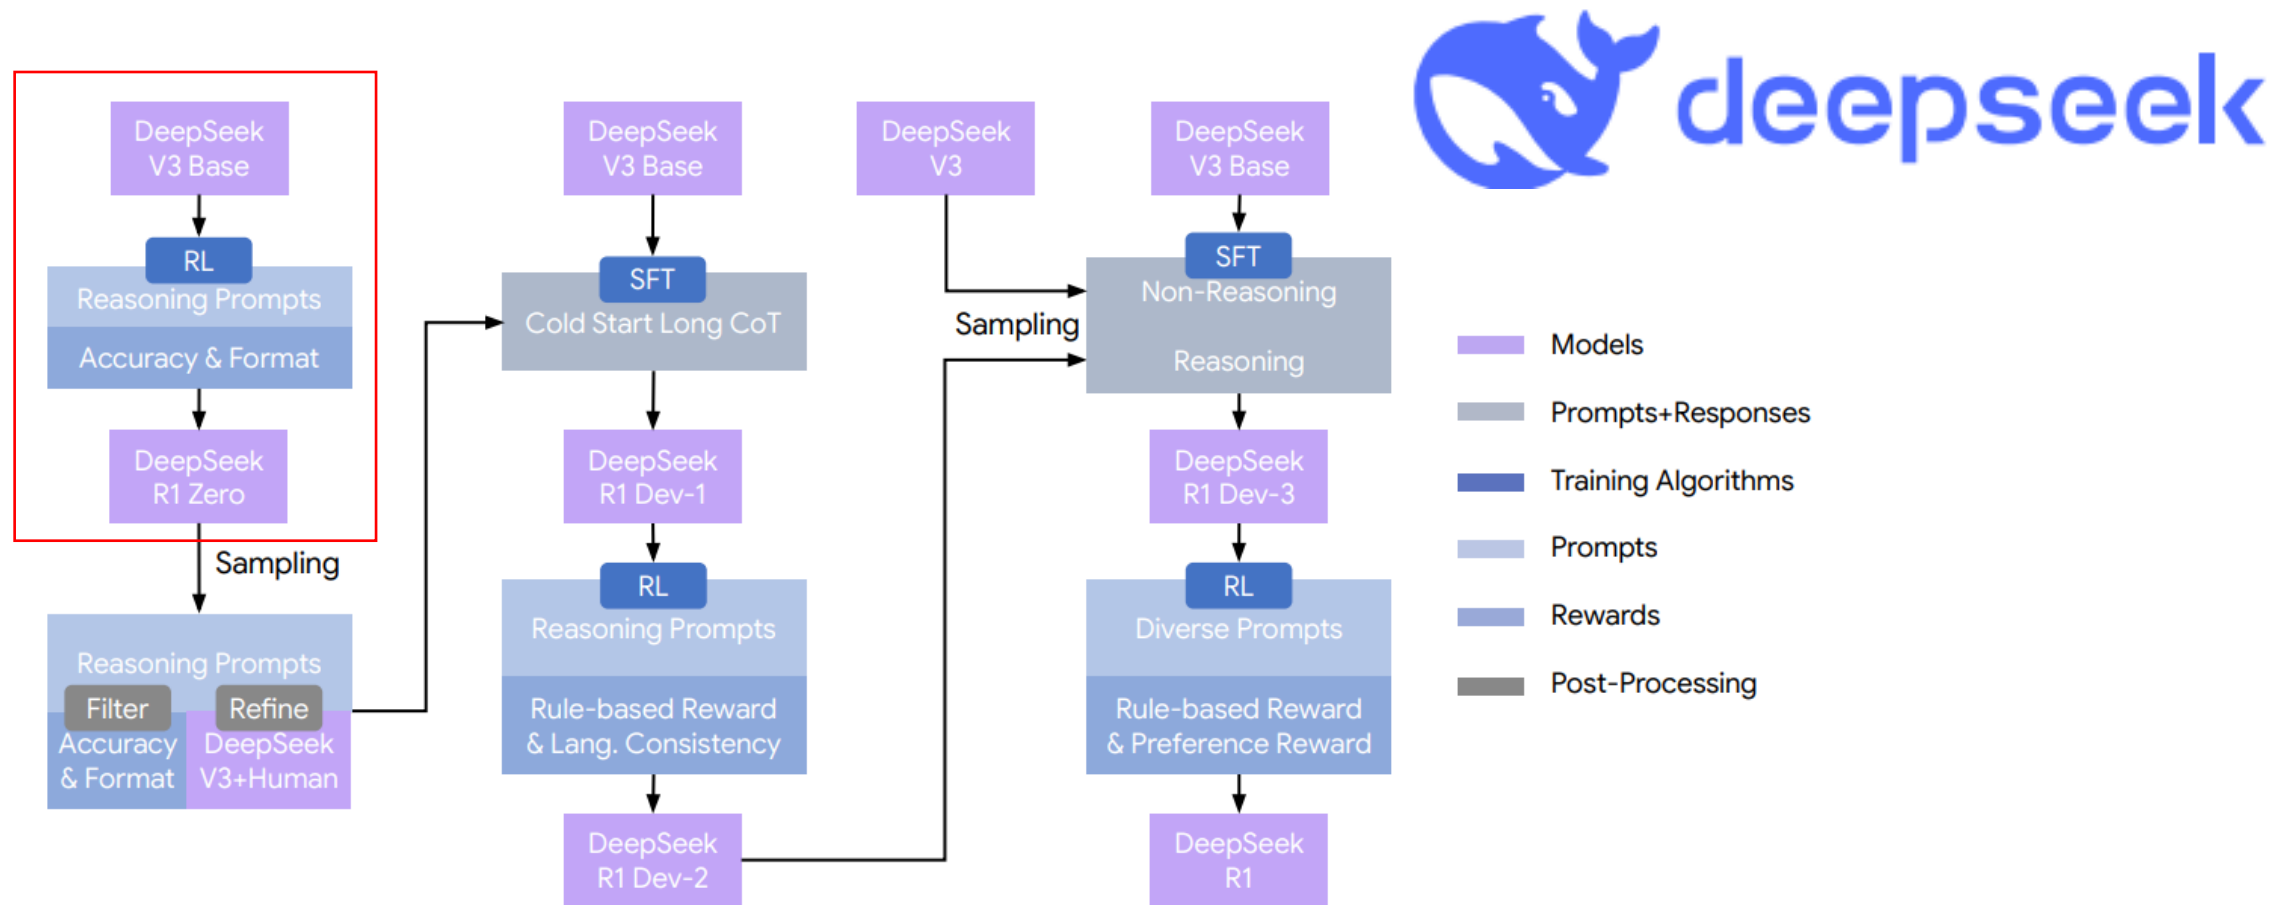 deepseek
DeepSeek
V3 Base
RL
Reasoning Prompts
Accuracy & Format
DeepSeek
R1 Zero
Sampling
Reasoning Prompts
Filter
Refine
Accuracy
& Format
DeepSeek
V3+Human
DeepSeek
V3 Base
SFT
Cold Start Long CoT
DeepSeek
R1 Dev-1
RL
Reasoning Prompts
Rule-based Reward
& Lang. Consistency
DeepSeek
R1 Dev-2
DeepSeek
V3
Sampling
DeepSeek
V3 Base
SFT
Non-Reasoning
Reasoning
DeepSeek
R1 Dev-3
RL
Diverse Prompts
Rule-based Reward
& Preference Reward
DeepSeek
R1
Models
Prompts+Responses
Training Algorithms
Prompts
Rewards
Post-Processing